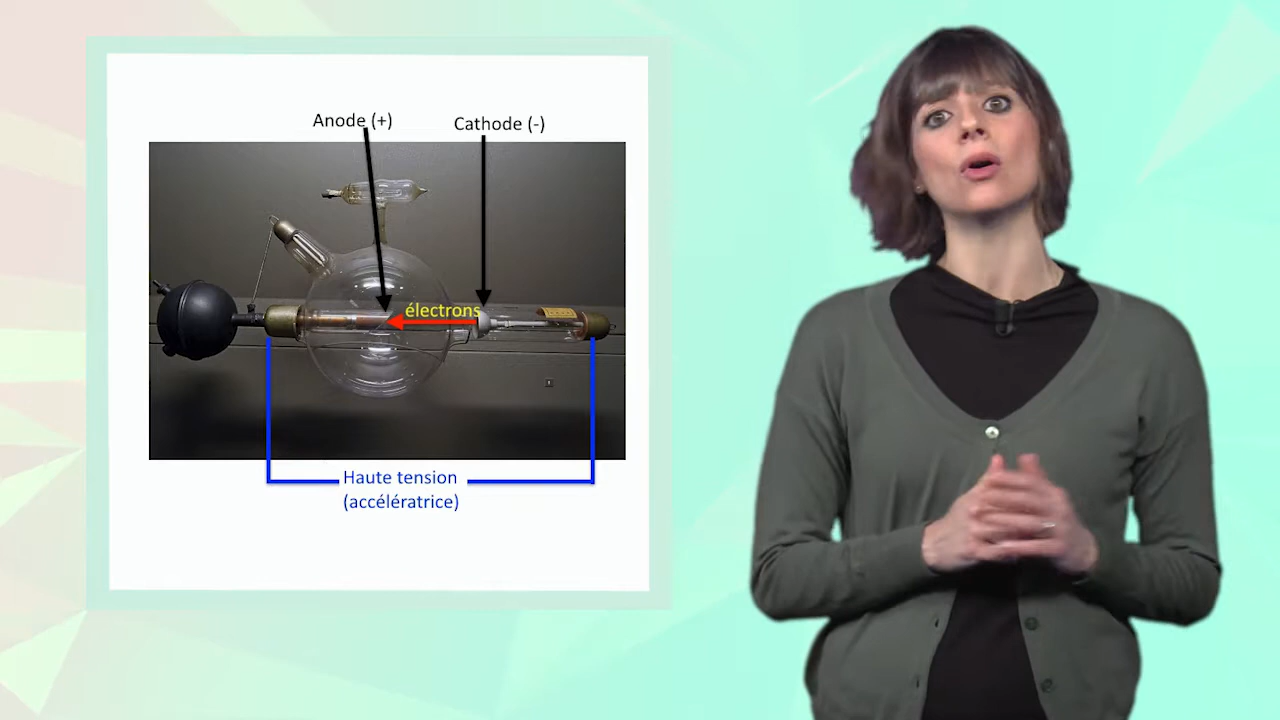 Anode (+)
Cathode (-)
électrons
Haute tension
(accélératrice)